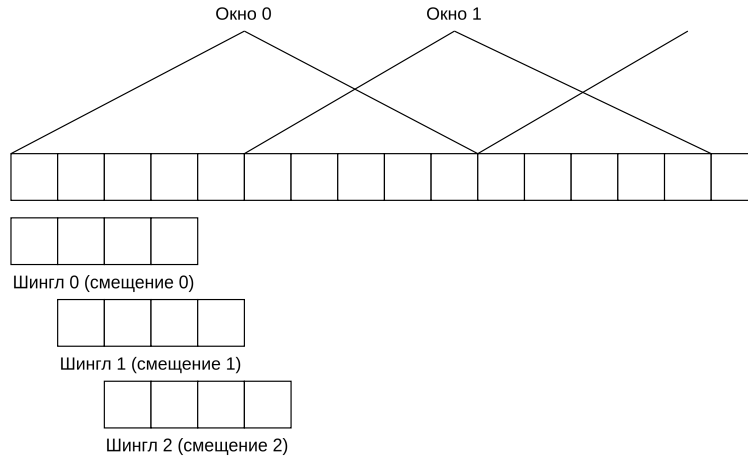 Окно 0
Окно 1
Шингл 0 (смещение 0)
Шингл 1 (смещение 1)
Шингл 2 (смещение 2)